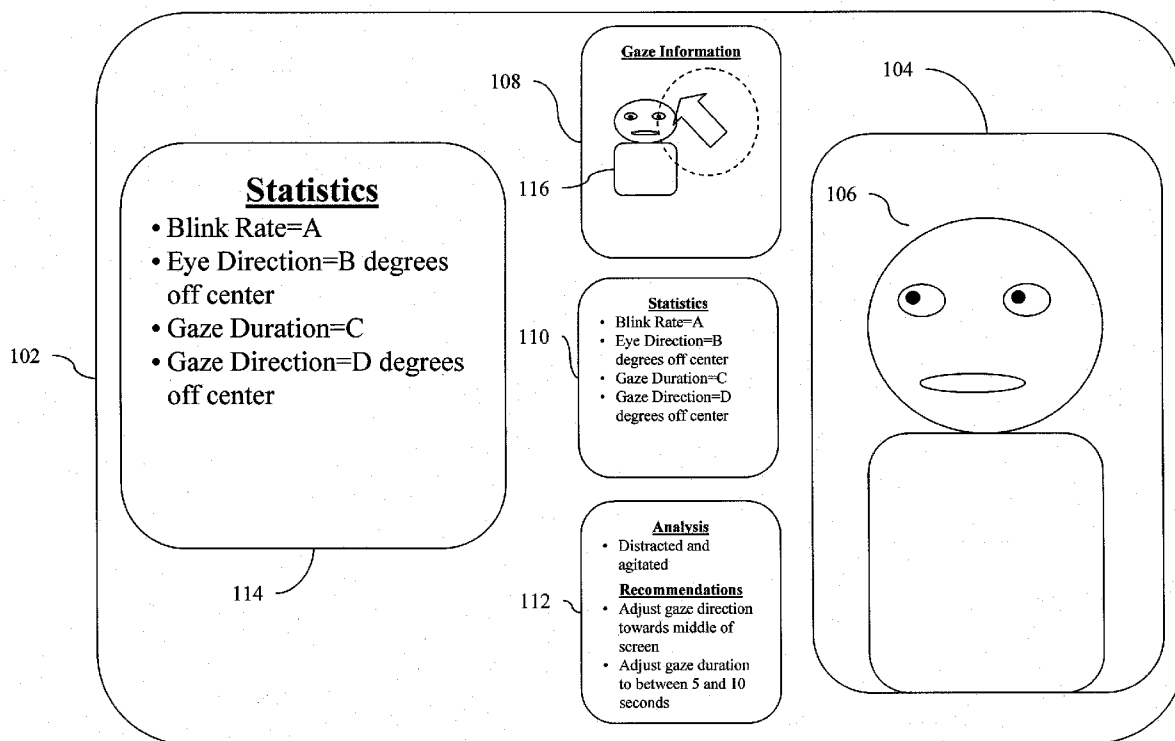 Gaze Information
108
116
104
106
102
Statistics
• Blink Rate=A
• Eye Direction=B degrees
off center
• Gaze Duration=C
• Gaze Direction=D degrees
off center
114
110
Statistics
• Blink Rate=A
• Eye Direction=B
degrees off center
• Gaze Duration=C
• Gaze Direction=D
degrees off center
112
Analysis
• Distracted and
agitated
Recommendations
• Adjust gaze direction
towards middle of
screen
• Adjust gaze duration
to between 5 and 10
seconds